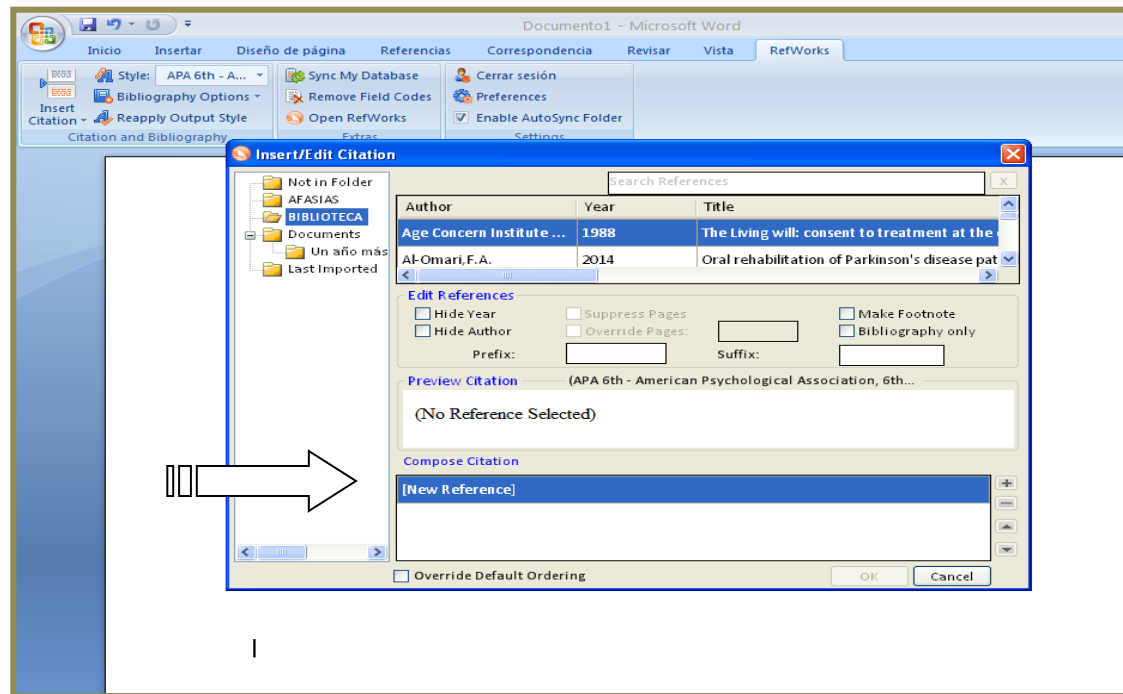 Documento1 - Microsoft Word
Inicio Insertar Diseño de página Referencias Correspondencia Revisar Vista RefWorks
Insert Citation
Style: APA 6th - A...
Bibliography Options
Reapply Output Style
Citation and Bibliography
Sync My Database
Remove Field Codes
Open RefWorks
Extras
Cerrar sesión
Preferences
Enable AutoSync Folder
Settings
Insert/Edit Citation
Not in Folder
AFASIAS
BIBLIOTECA
Documents
Un año más
Last Imported
Search References X
Author Year Title
Age Concern Institute ... 1988 The Living will: consent to treatment at the
Al-Omari,F.A. 2014 Oral rehabilitation of Parkinson's disease pat
Edit References
Hide Year Suppress Pages Make Footnote
Hide Author Override Pages: Bibliography only
Prefix: Suffix:
Preview Citation (APA 6th - American Psychological Association, 6th...
(No Reference Selected)
Compose Citation
[New Reference]
Override Default Ordering OK Cancel